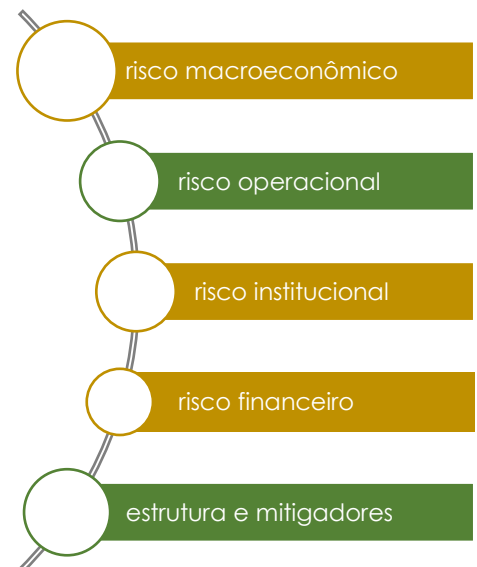 risco macroeconômico
risco operacional
risco institucional
risco financeiro
estrutura e mitigadores